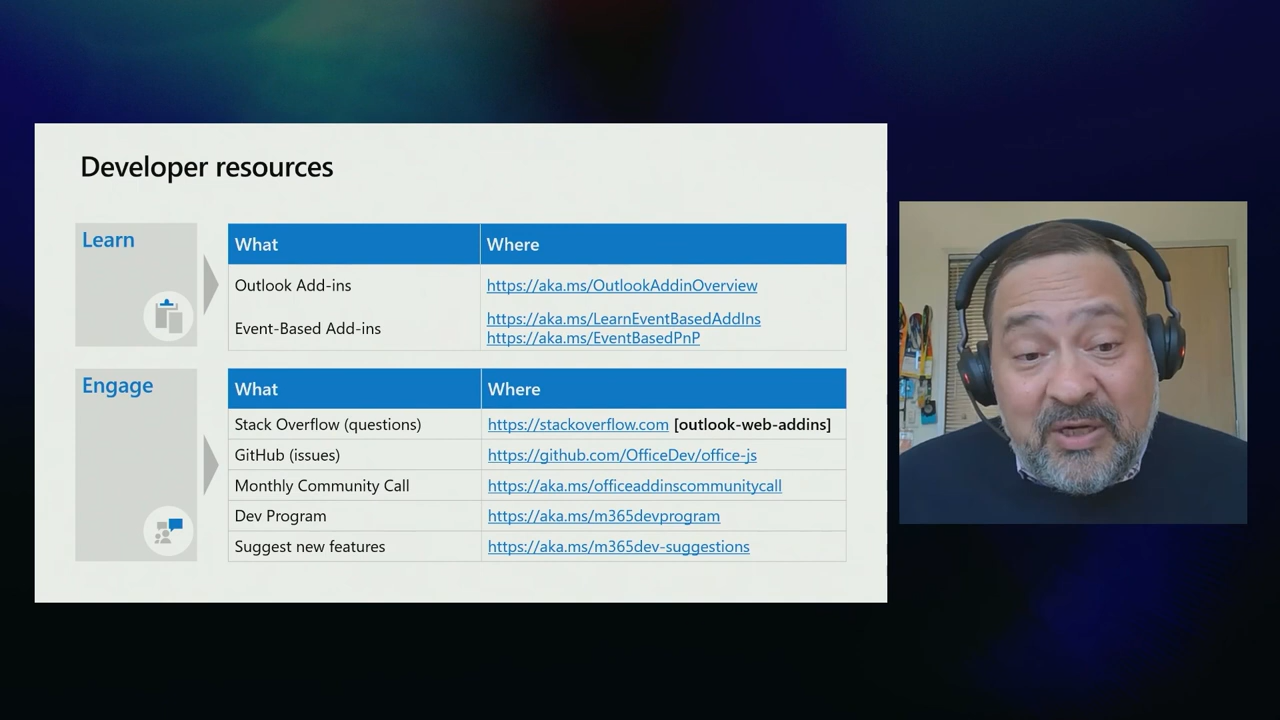 Developer resources
Learn
What Where
Outlook Add-ins https://aka.ms/OutlookAddinOverview
Event-Based Add-ins https://aka.ms/LearnEventBasedAddIns
https://aka.ms/EventBasedPnP
Engage
What Where
Stack Overflow (questions) https://stackoverflow.com [outlook-web-addins]
GitHub (issues) https://github.com/OfficeDev/office-js
Monthly Community Call https://aka.ms/officeaddinscommunitycall
Dev Program https://aka.ms/m365devprogram
Suggest new features https://aka.ms/m365dev-suggestions